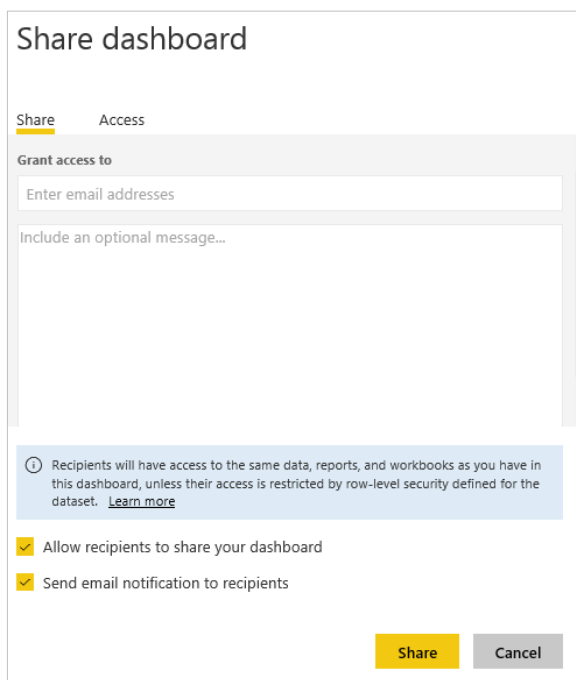 Share dashboard
Share Access
Grant access to
Enter email addresses
Include an optional message...
Recipients will have access to the same data, reports, and workbooks as you have in
this dashboard, unless their access is restricted by row-level security defined for the
dataset. Learn more
Allow recipients to share your dashboard
Send email notification to recipients
Share Cancel